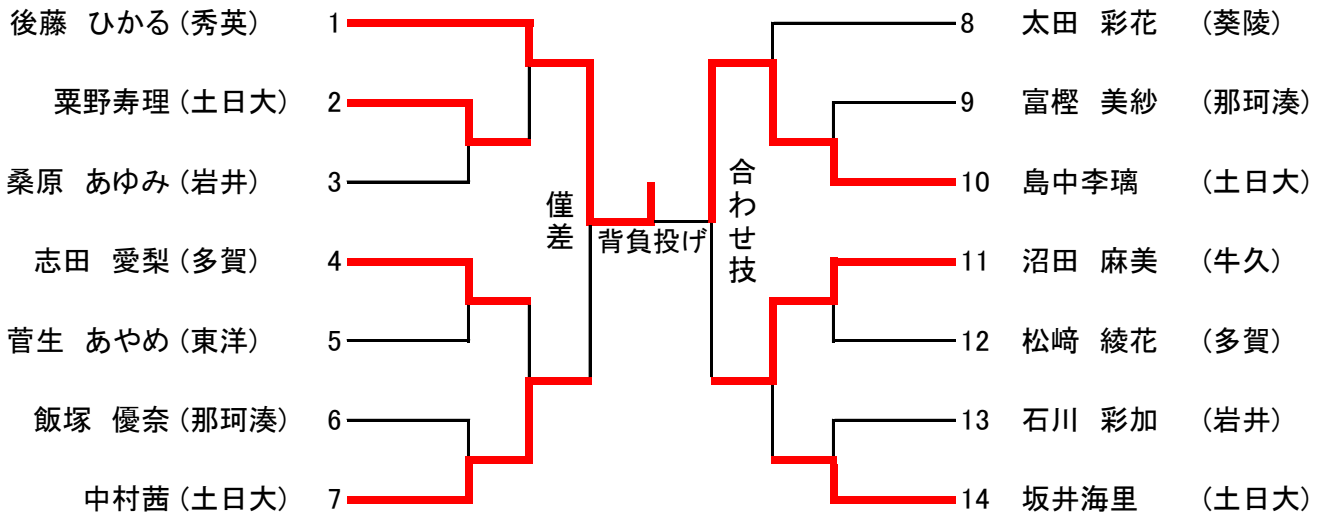 後藤　ひかる (秀英)　1
粟野寿理 (土日大)　2
桑原　あゆみ (岩井)　3
志田　愛梨 (多賀)　4
菅生　あやめ (東洋)　5
飯塚　優奈 (那珂湊)　6
中村茜 (土日大)　7
僅差
背負投げ
合わせ技
8　太田　彩花　(葵陵)
9　富樫　美紗　(那珂湊)
10　島中李璃　(土日大)
11　沼田　麻美　(牛久)
12　松﨑　綾花　(多賀)
13　石川　彩加　(岩井)
14　坂井海里　(土日大)